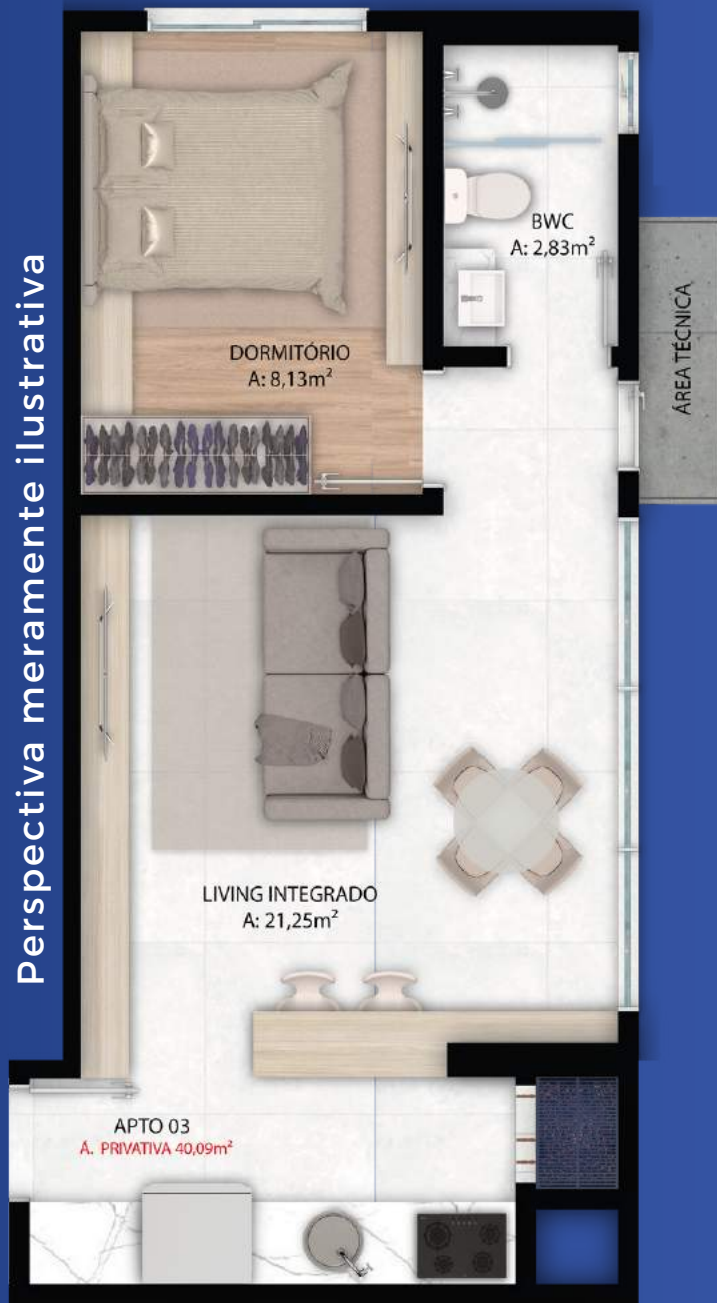 Perspectiva meramente ilustrativa
BWC
A: 2,83m²
ÁREA TÉCNICA
DORMITÓRIO
A: 8,13m²
LIVING INTEGRADO
A: 21,25m²
APTO 03
A. PRIVATIVA 40,09m²